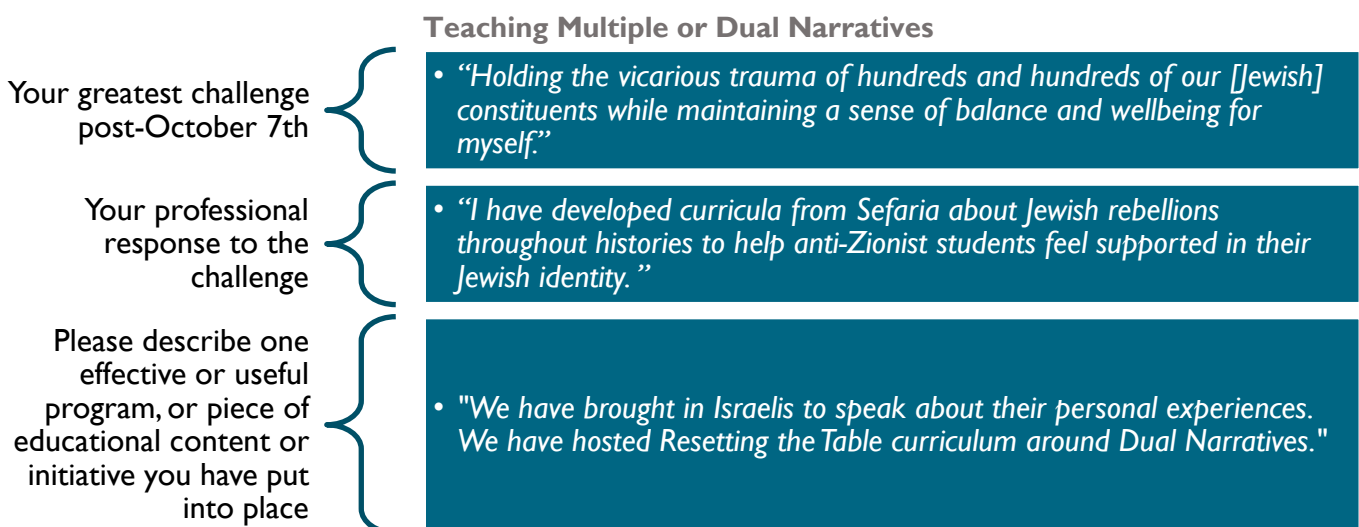 Teaching Multiple or Dual Narratives
Your greatest challenge
post-October 7th
• “Holding the vicarious trauma of hundreds and hundreds of our [Jewish]
constituents while maintaining a sense of balance and wellbeing for
myself.”
Your professional
response to the
challenge
• “I have developed curricula from Sefaria about Jewish rebellions
throughout histories to help anti-Zionist students feel supported in their
Jewish identity. ”
Please describe one
effective or useful
program, or piece of
educational content or
initiative you have put
into place
• "We have brought in Israelis to speak about their personal experiences.
We have hosted Resetting the Table curriculum around Dual Narratives."